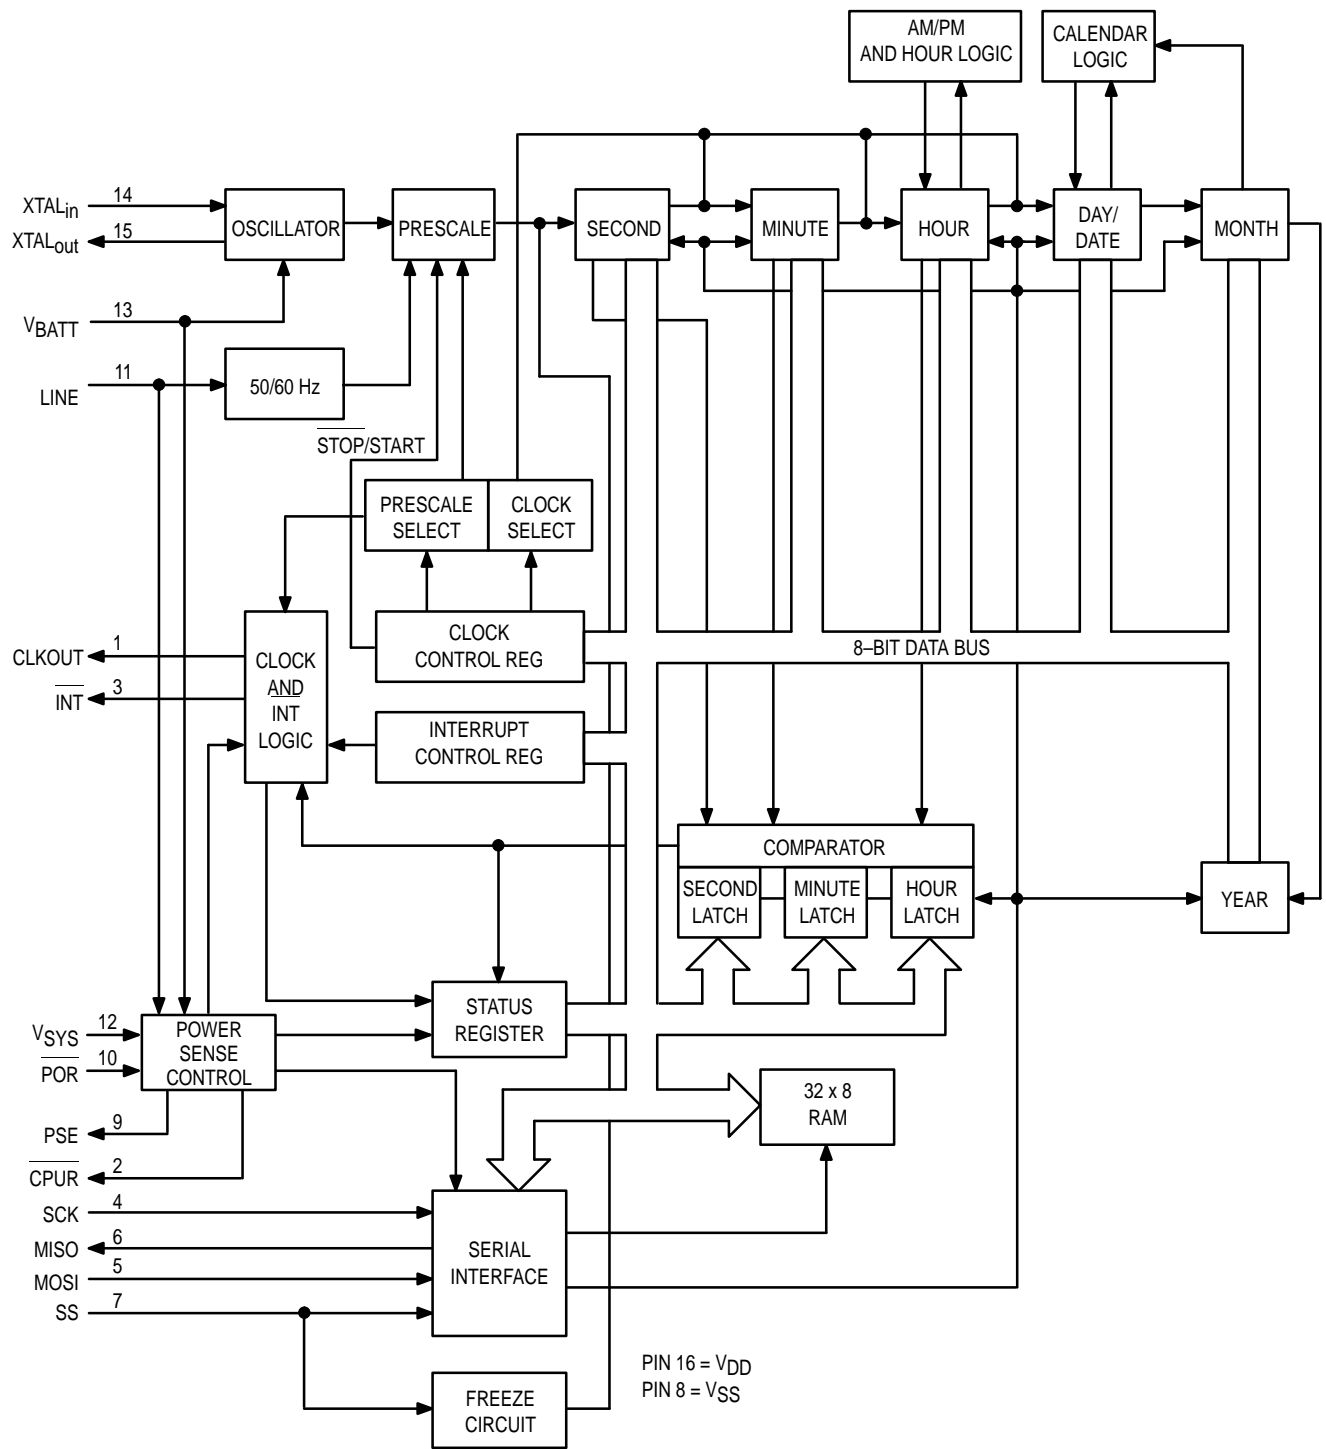 AM/PM
AND HOUR LOGIC
CALENDAR
LOGIC
XTALin
14
XTALout
15
OSCILLATOR
PRESCALE
SECOND
MINUTE
HOUR
DAY/
DATE
MONTH
VBATT
13
LINE
11
50/60 Hz
STOP/START
PRESCALE
SELECT
CLOCK
SELECT
CLOCK
CONTROL REG
8–BIT DATA BUS
CLKOUT
1
INT
3
CLOCK
AND
INT
LOGIC
INTERRUPT
CONTROL REG
COMPARATOR
SECOND
LATCH
MINUTE
LATCH
HOUR
LATCH
YEAR
STATUS
REGISTER
VSYS
12
POR
10
POWER
SENSE
CONTROL
32 x 8
RAM
PSE
9
CPUR
2
SCK
4
MISO
6
MOSI
5
SS
7
SERIAL
INTERFACE
FREEZE
CIRCUIT
PIN 16 = VDD
PIN 8 = VSS